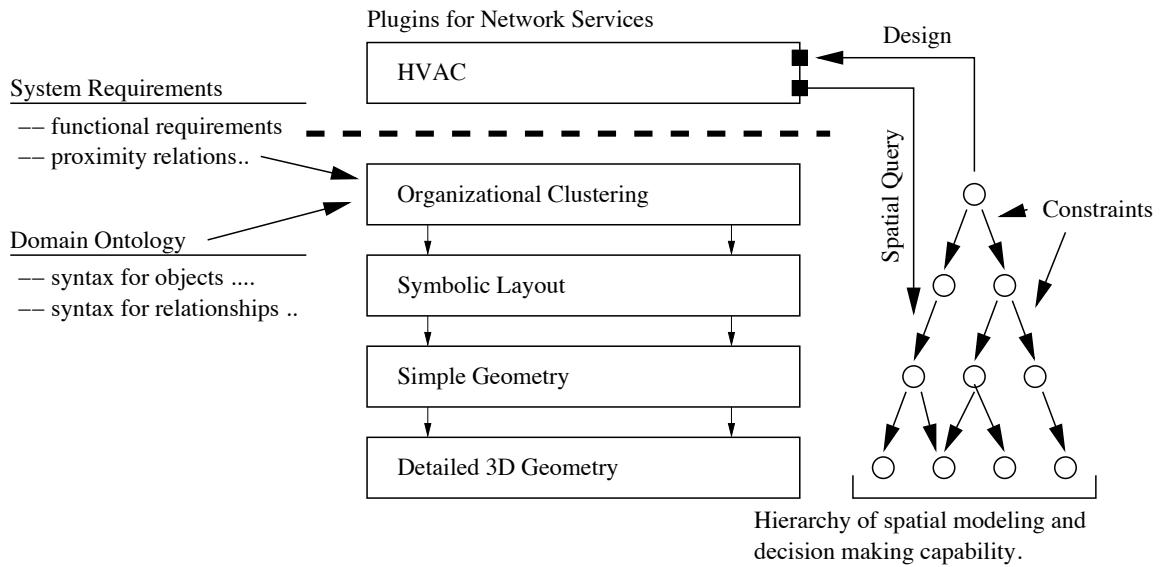 Plugins for Network Services
HVAC
Design
System Requirements
−− functional requirements
−− proximity relations..
Organizational Clustering
Spatial Query
Constraints
Domain Ontology
−− syntax for objects ....
−− syntax for relationships ..
Symbolic Layout
Simple Geometry
Detailed 3D Geometry
Hierarchy of spatial modeling and
decision making capability.